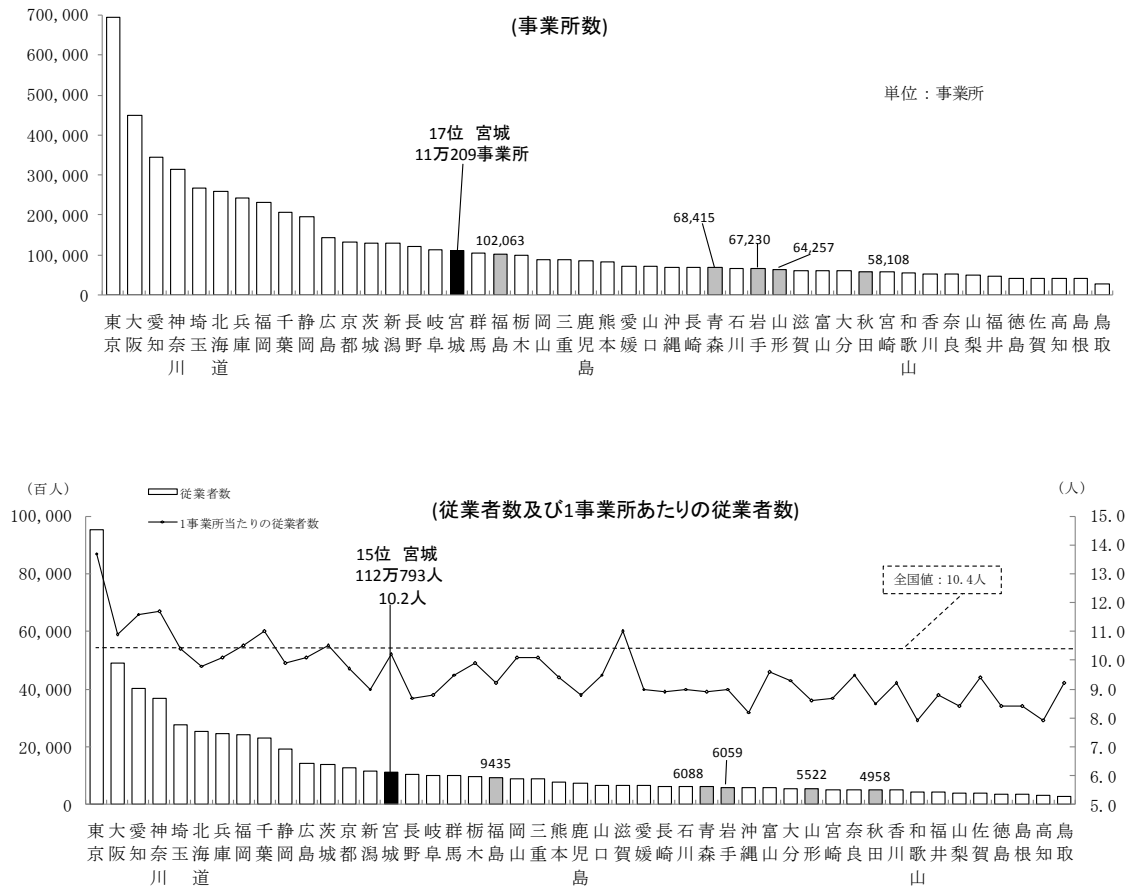 (事業所数)
700,000
600,000
500,000
400,000
300,000
200,000
100,000
0
単位：事業所
17位 宮城
11万209事業所
102,063
68,415
67,230
64,257
58,108
東京
大阪
愛知
神奈川
埼玉
北海道
兵庫
福岡
千葉
静岡
広島
京都
茨城
新潟
長野
岐阜
宮城
群馬
福島
栃木
岡山
三重
鹿児島
熊本
愛媛
山口
沖縄
長崎
青森
石川
岩手
山形
滋賀
富山
大分
秋田
宮崎
和歌山
香川
奈良
山梨
福井
徳島
佐賀
高知
島根
鳥取
(従業者数及び1事業所あたりの従業者数)
（百人）
（人）
従業者数
1事業所当たりの従業者数
100,000
80,000
60,000
40,000
20,000
0
15.0
14.0
13.0
12.0
11.0
10.0
9.0
8.0
7.0
6.0
5.0
15位 宮城
112万793人
10.2人
全国値：10.4人
9435
6088
6059
5522
4958
東京
大阪
愛知
神奈川
埼玉
北海道
兵庫
福岡
千葉
静岡
広島
茨城
京都
新潟
宮城
長野
岐阜
群馬
栃木
福島
岡山
三重
熊本
鹿児島
山口
滋賀
愛媛
長崎
石川
青森
岩手
沖縄
富山
大分
山形
宮崎
奈良
秋田
香川
和歌山
福井
山梨
佐賀
徳島
島根
高知
鳥取